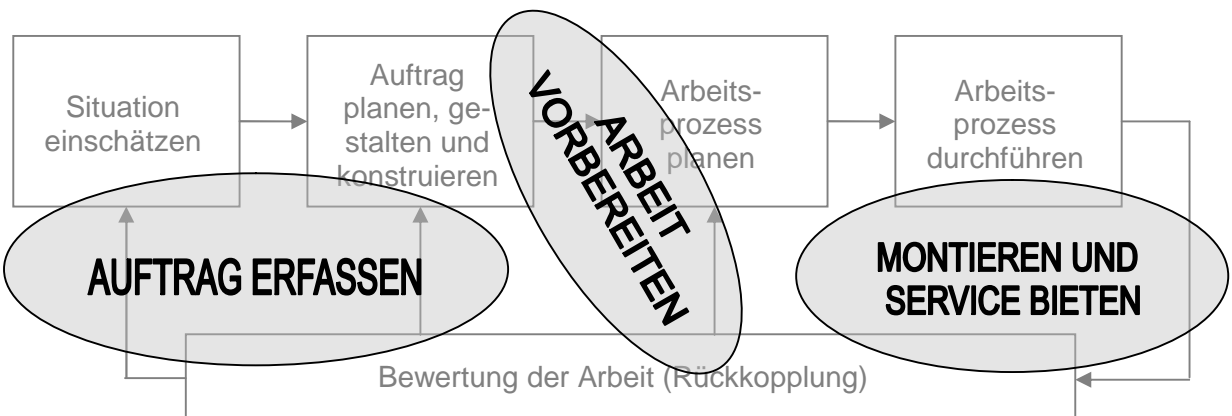 Situation
einschätzen
Auftrag
planen, ge-
stalten und
konstruieren
Arbeits-
prozess
planen
Arbeits-
prozess
durchführen
AUFTRAG ERFASSEN
ARBEIT
VORBEREITEN
MONTIEREN UND
SERVICE BIETEN
Bewertung der Arbeit (Rückkopplung)